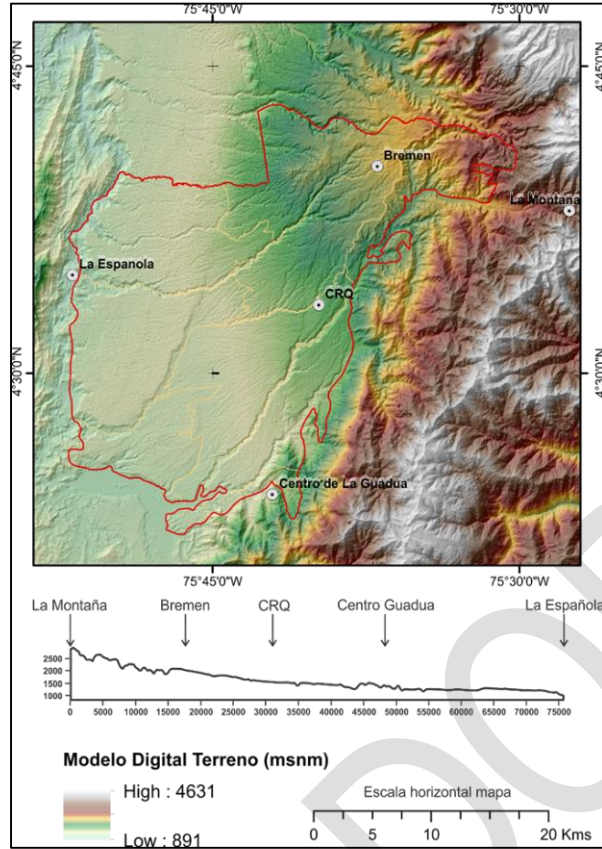 75°45'0"W 75°30'0"W
4°45'0"N 4°45'0"N
Bremen
La Montana
La Espanola
CRQ
4°30'0"N 4°30'0"N
Centro de La Guadua
75°45'0"W 75°30'0"W
La Montaña Bremen CRQ Centro Guadua La Española
2500
2000
1500
1000
0 5000 10000 15000 20000 25000 30000 35000 40000 45000 50000 55000 60000 65000 70000 75000
Modelo Digital Terreno (msnm)
High : 4631
Low : 891
Escala horizontal mapa
0 5 10 20 Kms